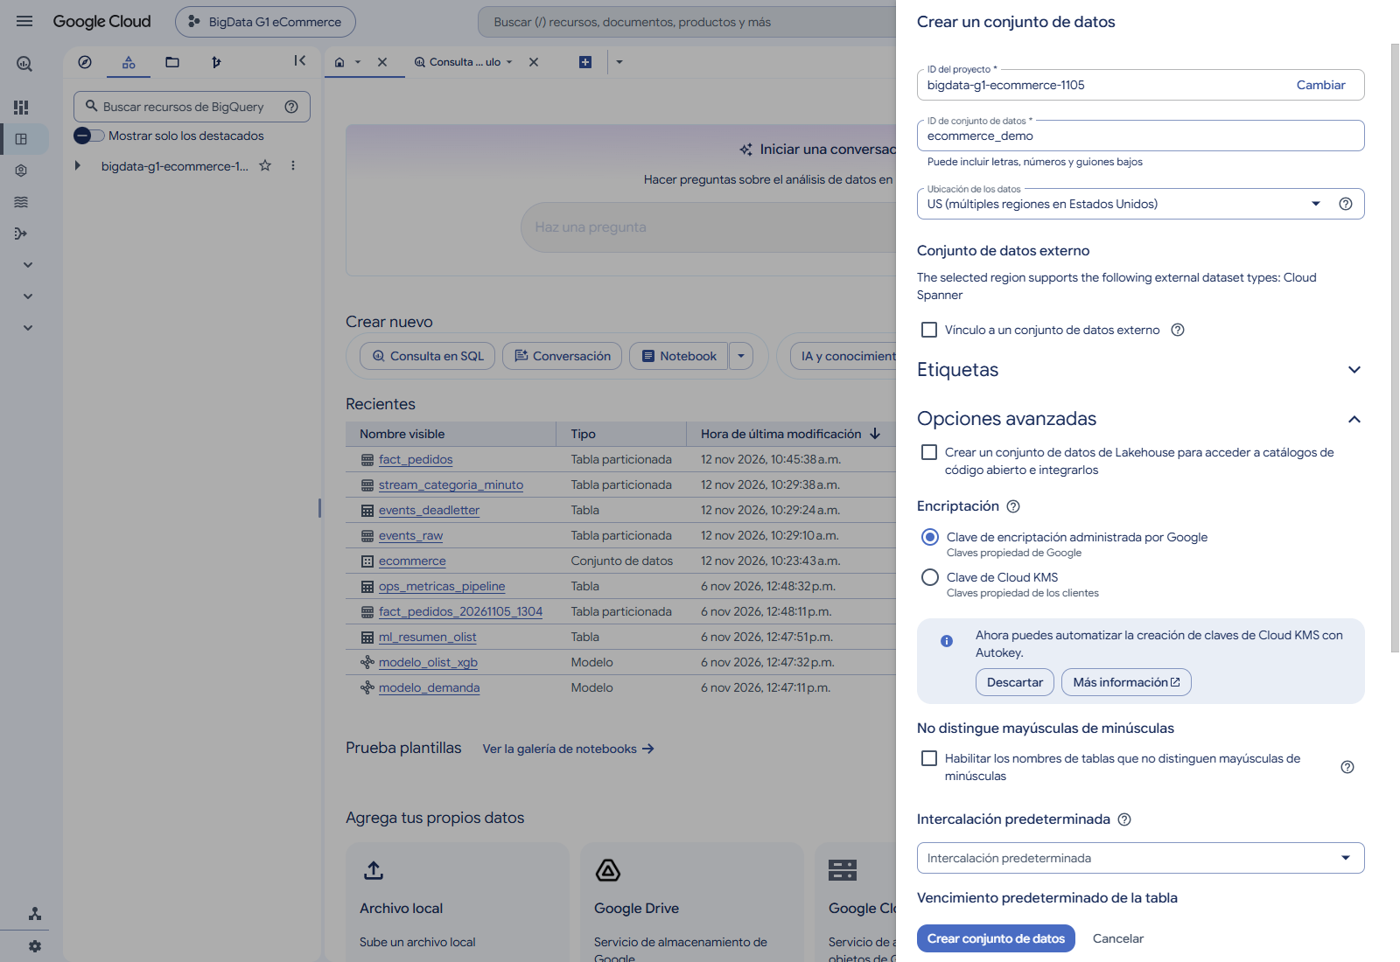 Google Cloud
BigData G1 eCommerce
Buscar (/) recursos, documentos, productos y más
Consulta ... ulo
Buscar recursos de BigQuery
Mostrar solo los destacados
bigdata-g1-ecommerce-1...
Iniciar una conversac
Hacer preguntas sobre el análisis de datos en
Haz una pregunta
Crear nuevo
Consulta en SQL
Conversación
Notebook
IA y conocimient
Recientes
Nombre visible Tipo Hora de última modificación
fact_pedidos Tabla particionada 12 nov 2026, 10:45:38 a.m.
stream_categoria_minuto Tabla particionada 12 nov 2026, 10:29:38 a.m.
events_deadletter Tabla 12 nov 2026, 10:29:24 a.m.
events_raw Tabla particionada 12 nov 2026, 10:29:10 a.m.
ecommerce Conjunto de datos 12 nov 2026, 10:23:43 a.m.
ops_metricas_pipeline Tabla 6 nov 2026, 12:48:32 p.m.
fact_pedidos_20261105_1304 Tabla particionada 6 nov 2026, 12:48:11 p.m.
ml_resumen_olist Tabla 6 nov 2026, 12:47:51 p.m.
modelo_olist_xgb Modelo 6 nov 2026, 12:47:32 p.m.
modelo_demanda Modelo 6 nov 2026, 12:47:11 p.m.
Prueba plantillas
Ver la galería de notebooks
Agrega tus propios datos
Archivo local
Sube un archivo local
Google Drive
Servicio de almacenamiento de
Google
Google Clo
Servicio de a
objetos de G
Crear un conjunto de datos
ID del proyecto *
bigdata-g1-ecommerce-1105
Cambiar
ID de conjunto de datos *
ecommerce_demo
Puede incluir letras, números y guiones bajos
Ubicación de los datos
US (múltiples regiones en Estados Unidos)
Conjunto de datos externo
The selected region supports the following external dataset types: Cloud
Spanner
Vínculo a un conjunto de datos externo
Etiquetas
Opciones avanzadas
Crear un conjunto de datos de Lakehouse para acceder a catálogos de
código abierto e integrarlos
Encriptación
Clave de encriptación administrada por Google
Claves propiedad de Google
Clave de Cloud KMS
Claves propiedad de los clientes
Ahora puedes automatizar la creación de claves de Cloud KMS con
Autokey.
Descartar
Más información
No distingue mayúsculas de minúsculas
Habilitar los nombres de tablas que no distinguen mayúsculas de
minúsculas
Intercalación predeterminada
Intercalación predeterminada
Vencimiento predeterminado de la tabla
Crear conjunto de datos
Cancelar